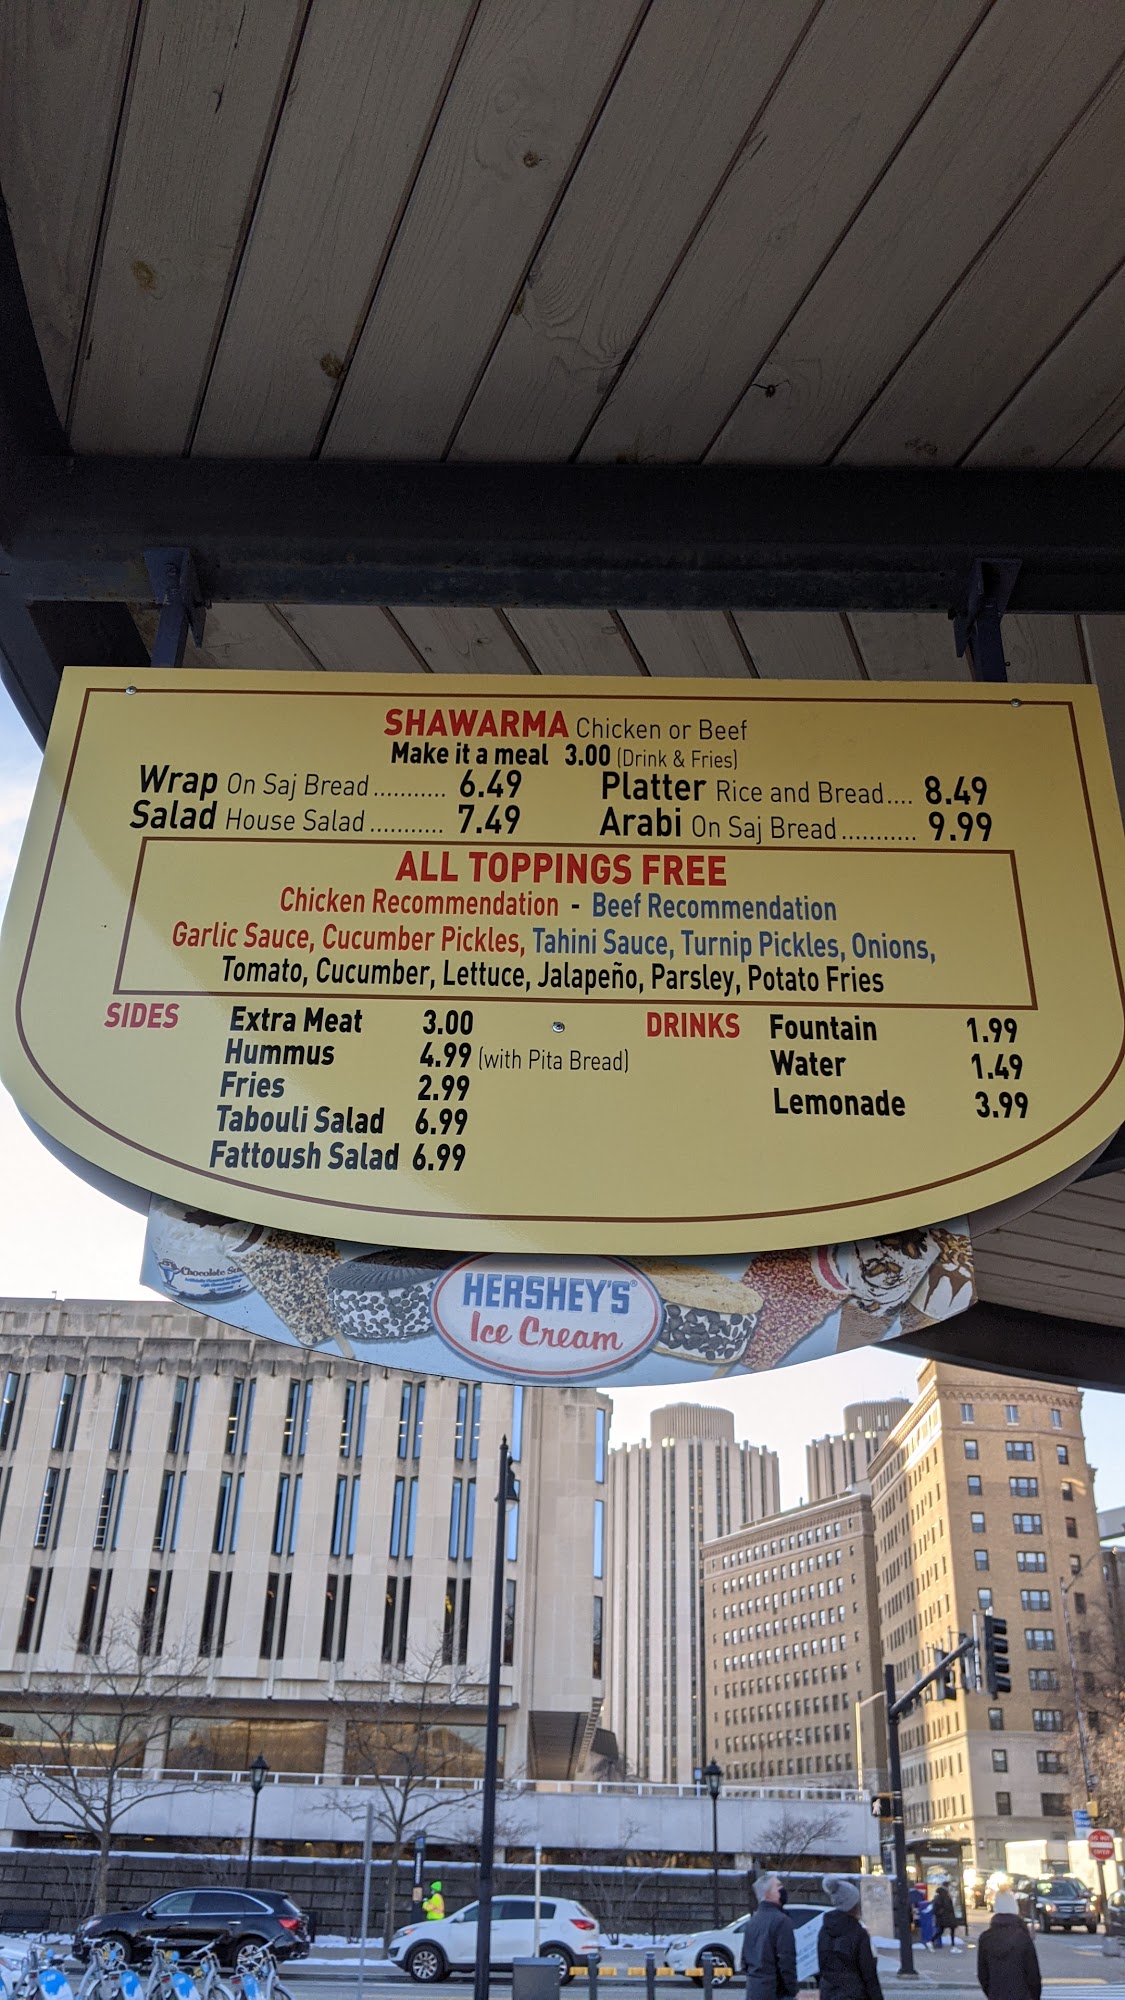 SHAWARMA Chicken or Beef
Make it a meal 3.00 (Drink & Fries)
Wrap On Saj Bread........... 6.49 Platter Rice and Bread.... 8.49
Salad House Salad........... 7.49 Arabi On Saj Bread............ 9.99
ALL TOPPINGS FREE
Chicken Recommendation - Beef Recommendation
Garlic Sauce, Cucumber Pickles, Tahini Sauce, Turnip Pickles, Onions,
Tomato, Cucumber, Lettuce, Jalapeño, Parsley, Potato Fries
SIDES Extra Meat 3.00 DRINKS Fountain 1.99
Hummus 4.99 (with Pita Bread) Water 1.49
Fries 2.99 Lemonade 3.99
Tabouli Salad 6.99
Fattoush Salad 6.99
Chocolate
HERSHEY'S®
Ice Cream